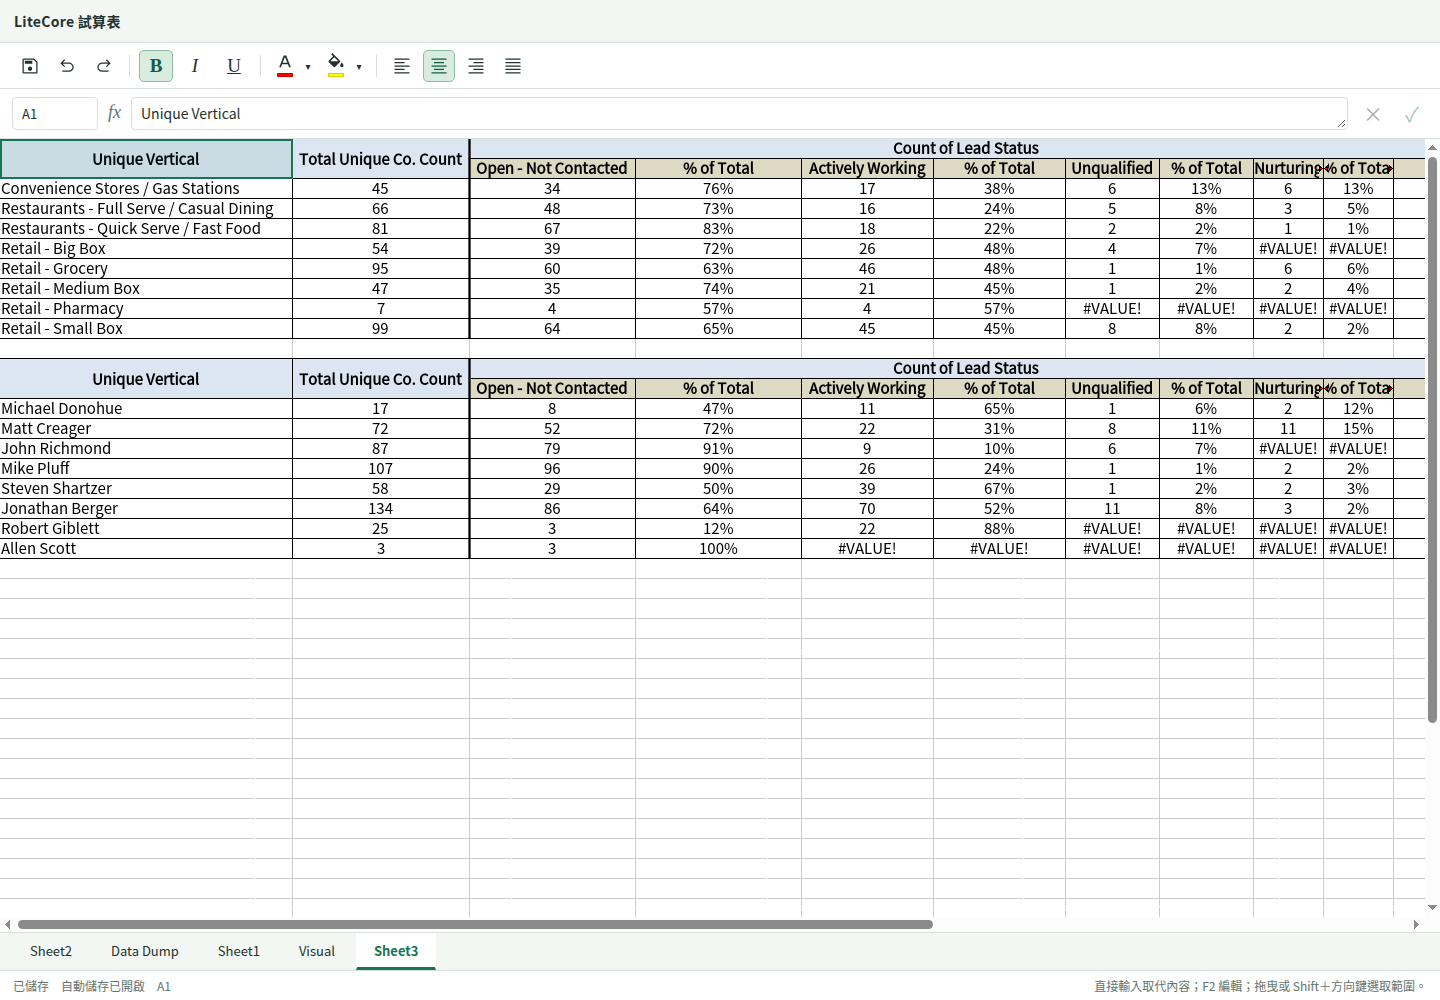 LiteCore 試算表
B I U A
A1 fx Unique Vertical
Unique Vertical Total Unique Co. Count Count of Lead Status
Open - Not Contacted % of Total Actively Working % of Total Unqualified % of Total Nurturing % of Tota
Convenience Stores / Gas Stations 45 34 76% 17 38% 6 13% 6 13%
Restaurants - Full Serve / Casual Dining 66 48 73% 16 24% 5 8% 3 5%
Restaurants - Quick Serve / Fast Food 81 67 83% 18 22% 2 2% 1 1%
Retail - Big Box 54 39 72% 26 48% 4 7% #VALUE! #VALUE!
Retail - Grocery 95 60 63% 46 48% 1 1% 6 6%
Retail - Medium Box 47 35 74% 21 45% 1 2% 2 4%
Retail - Pharmacy 7 4 57% 4 57% #VALUE! #VALUE! #VALUE! #VALUE!
Retail - Small Box 99 64 65% 45 45% 8 8% 2 2%
Unique Vertical Total Unique Co. Count Count of Lead Status
Open - Not Contacted % of Total Actively Working % of Total Unqualified % of Total Nurturing % of Tota
Michael Donohue 17 8 47% 11 65% 1 6% 2 12%
Matt Creager 72 52 72% 22 31% 8 11% 11 15%
John Richmond 87 79 91% 9 10% 6 7% #VALUE! #VALUE!
Mike Pluff 107 96 90% 26 24% 1 1% 2 2%
Steven Shartzer 58 29 50% 39 67% 1 2% 2 3%
Jonathan Berger 134 86 64% 70 52% 11 8% 3 2%
Robert Giblett 25 3 12% 22 88% #VALUE! #VALUE! #VALUE! #VALUE!
Allen Scott 3 3 100% #VALUE! #VALUE! #VALUE! #VALUE! #VALUE! #VALUE!
Sheet2 Data Dump Sheet1 Visual Sheet3
已儲存 自動儲存已開啟 A1 直接輸入取代內容；F2 編輯；拖曳或 Shift＋方向鍵選取範圍。